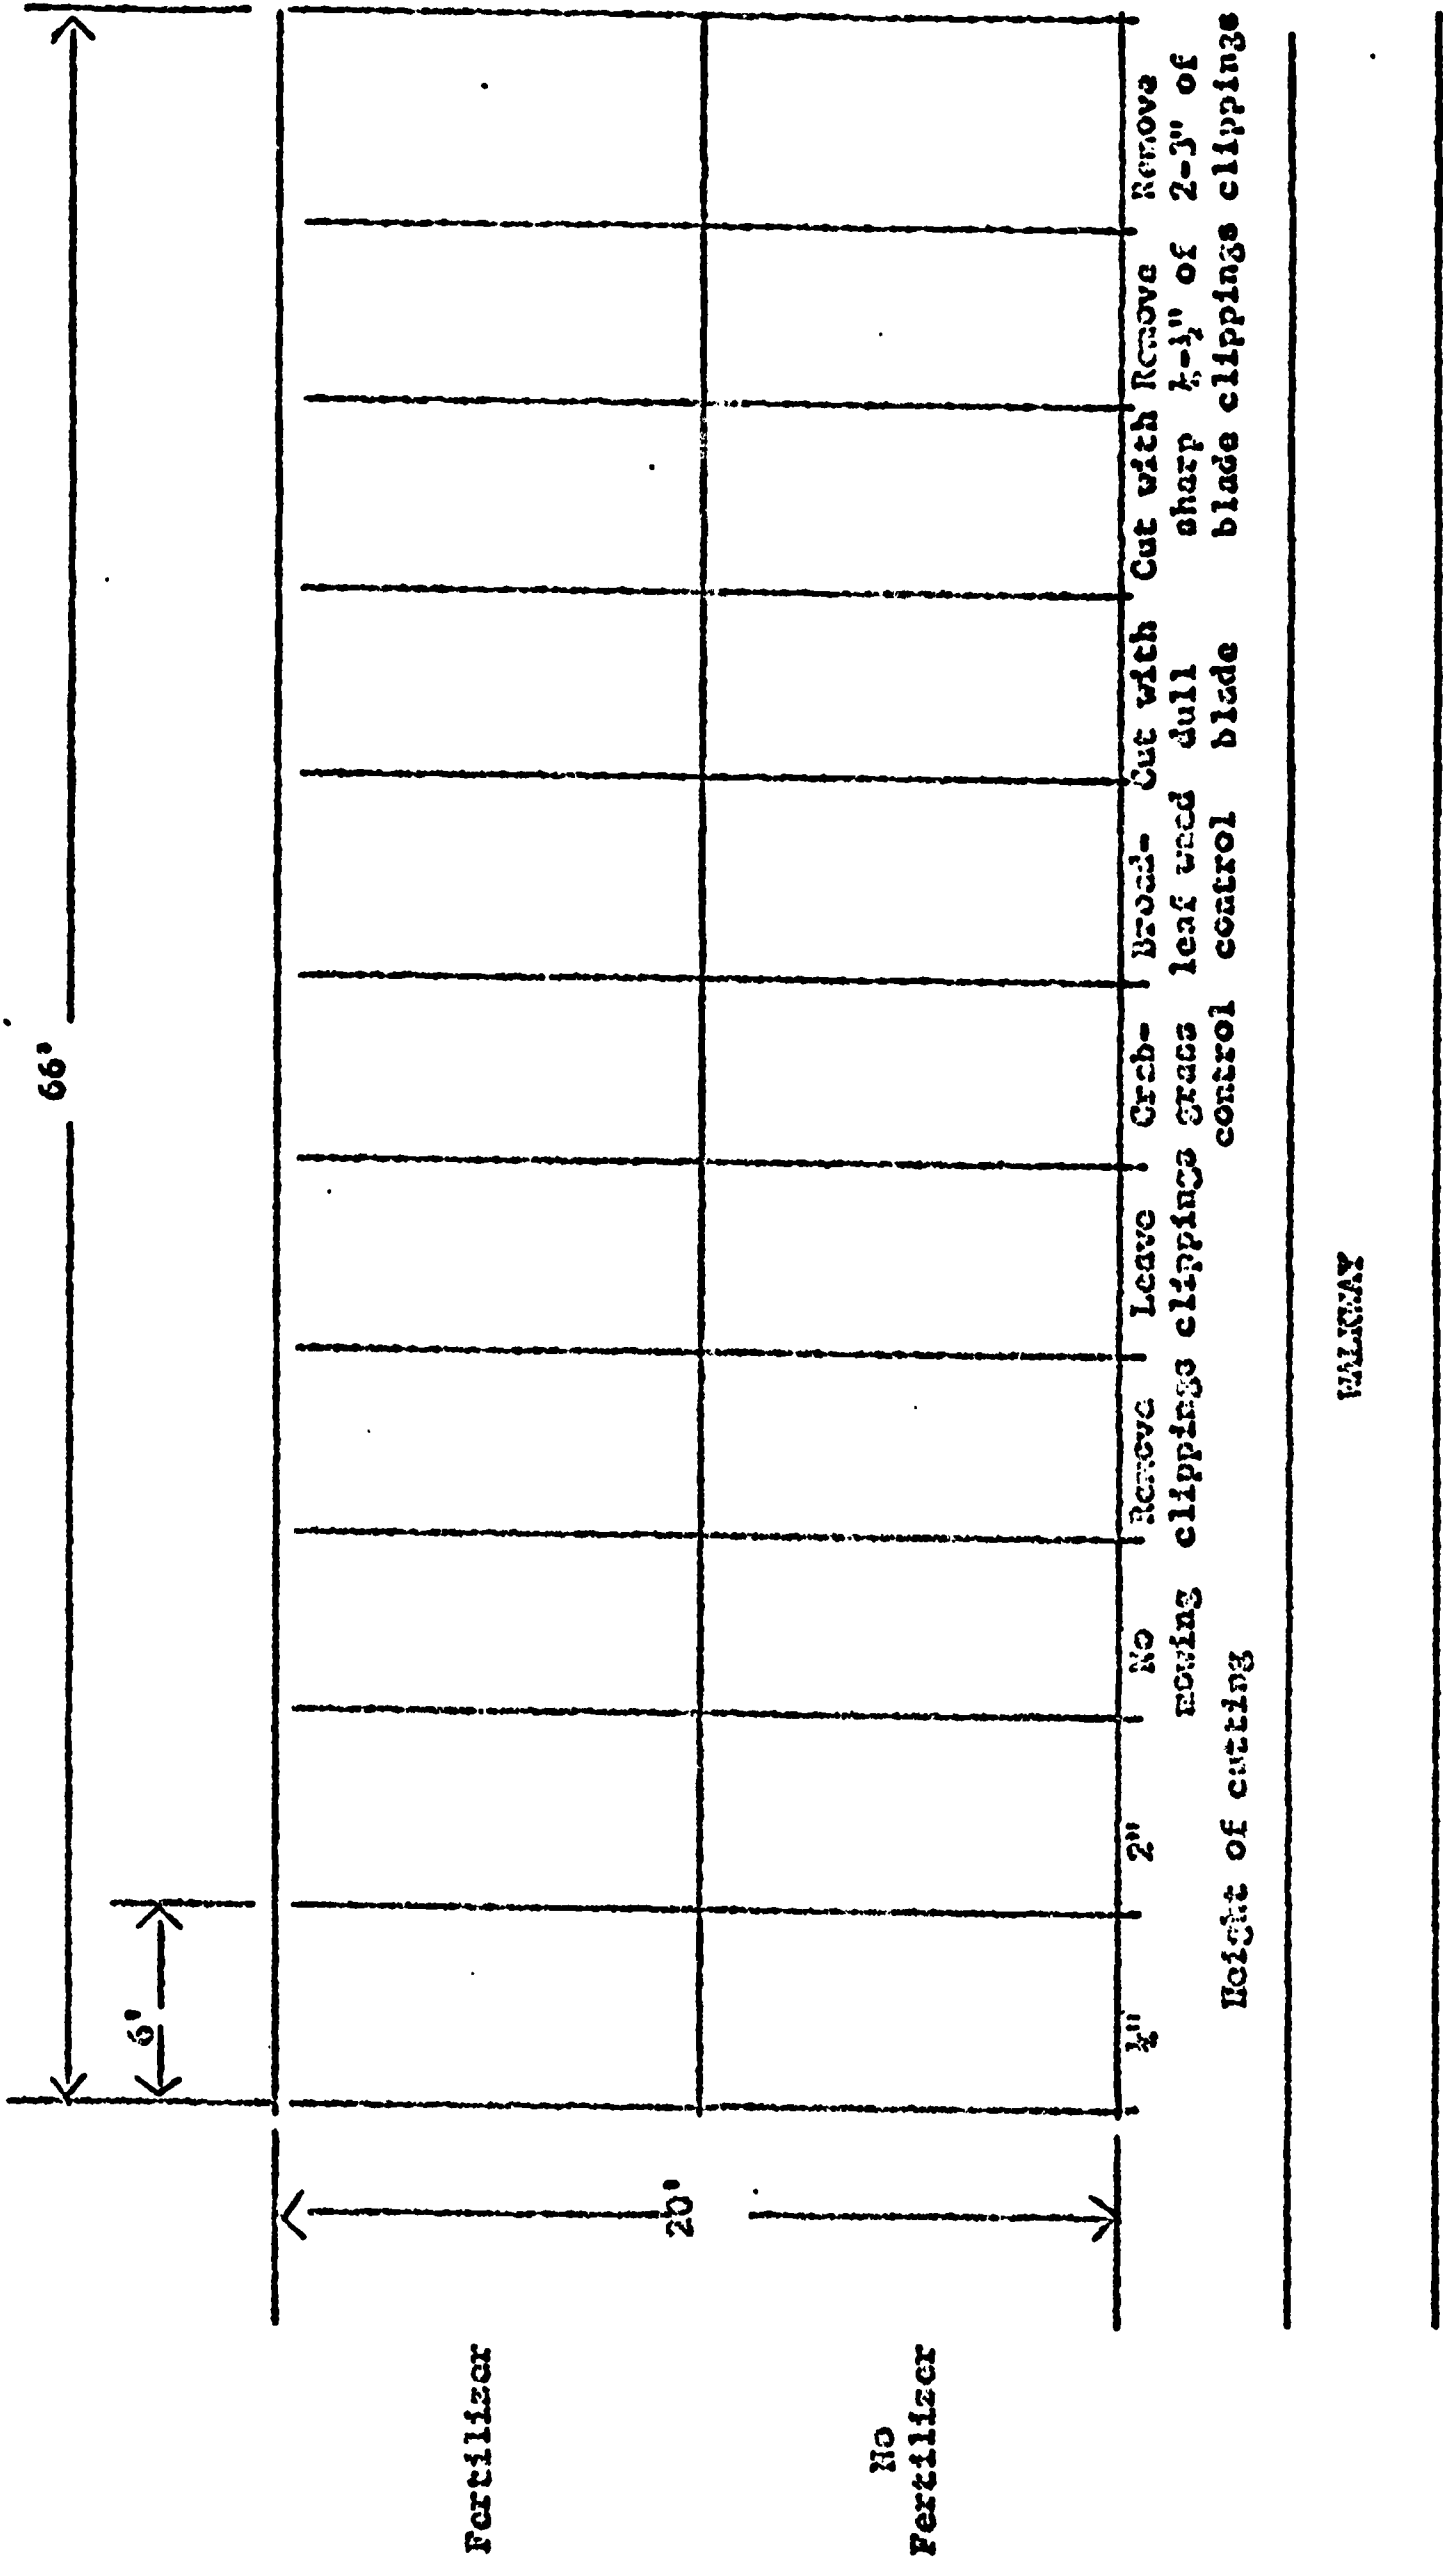 66'
6'
20'
Fertilizer
No
Fertilizer
2"
No
mowing
Height of cutting
Remove
clippings
Leave
clippings
Crab-
grass
control
Broad-
leaf weed
control
Cut with
dull
blade
Cut with
sharp
blade
Remove
of
clippings
Remove
2-3" of
clippings
WALKWAY